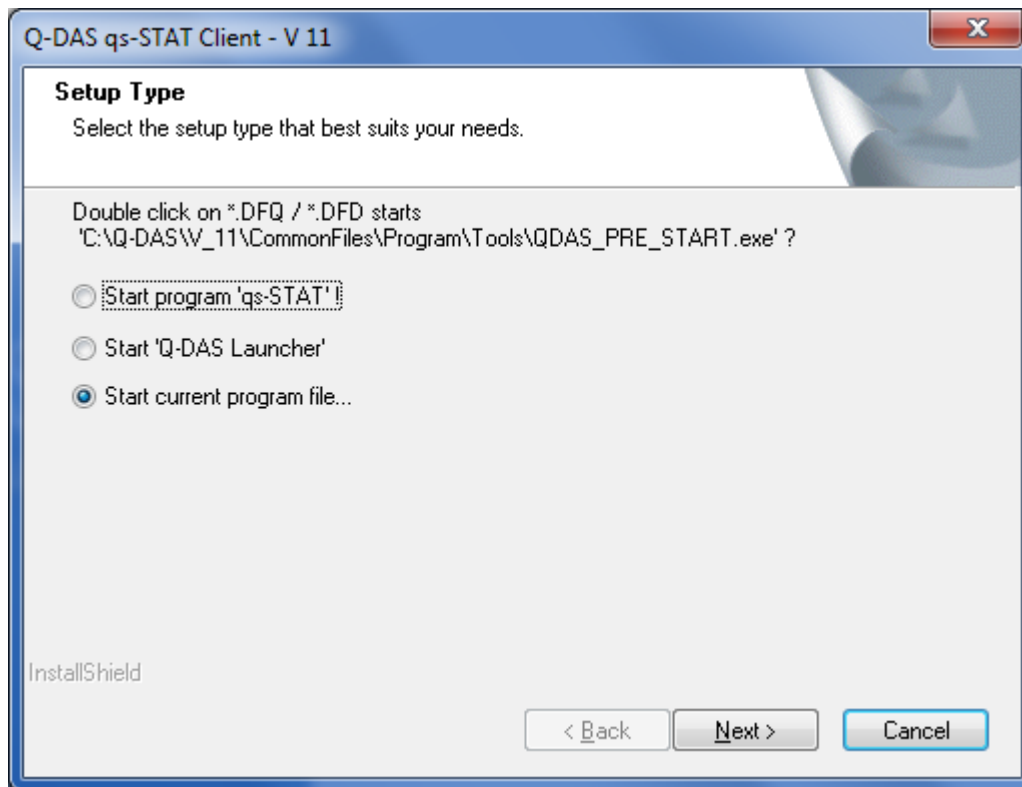 Q-DAS qs-STAT Client - V 11
Setup Type
Select the setup type that best suits your needs.
Double click on *.DFQ / *.DFD starts
'C:\Q-DAS\V_11\CommonFiles\Program\Tools\QDAS_PRE_START.exe' ?
Start program 'qs-STAT' !
Start 'Q-DAS Launcher'
Start current program file...
InstallShield
< Back
Next >
Cancel